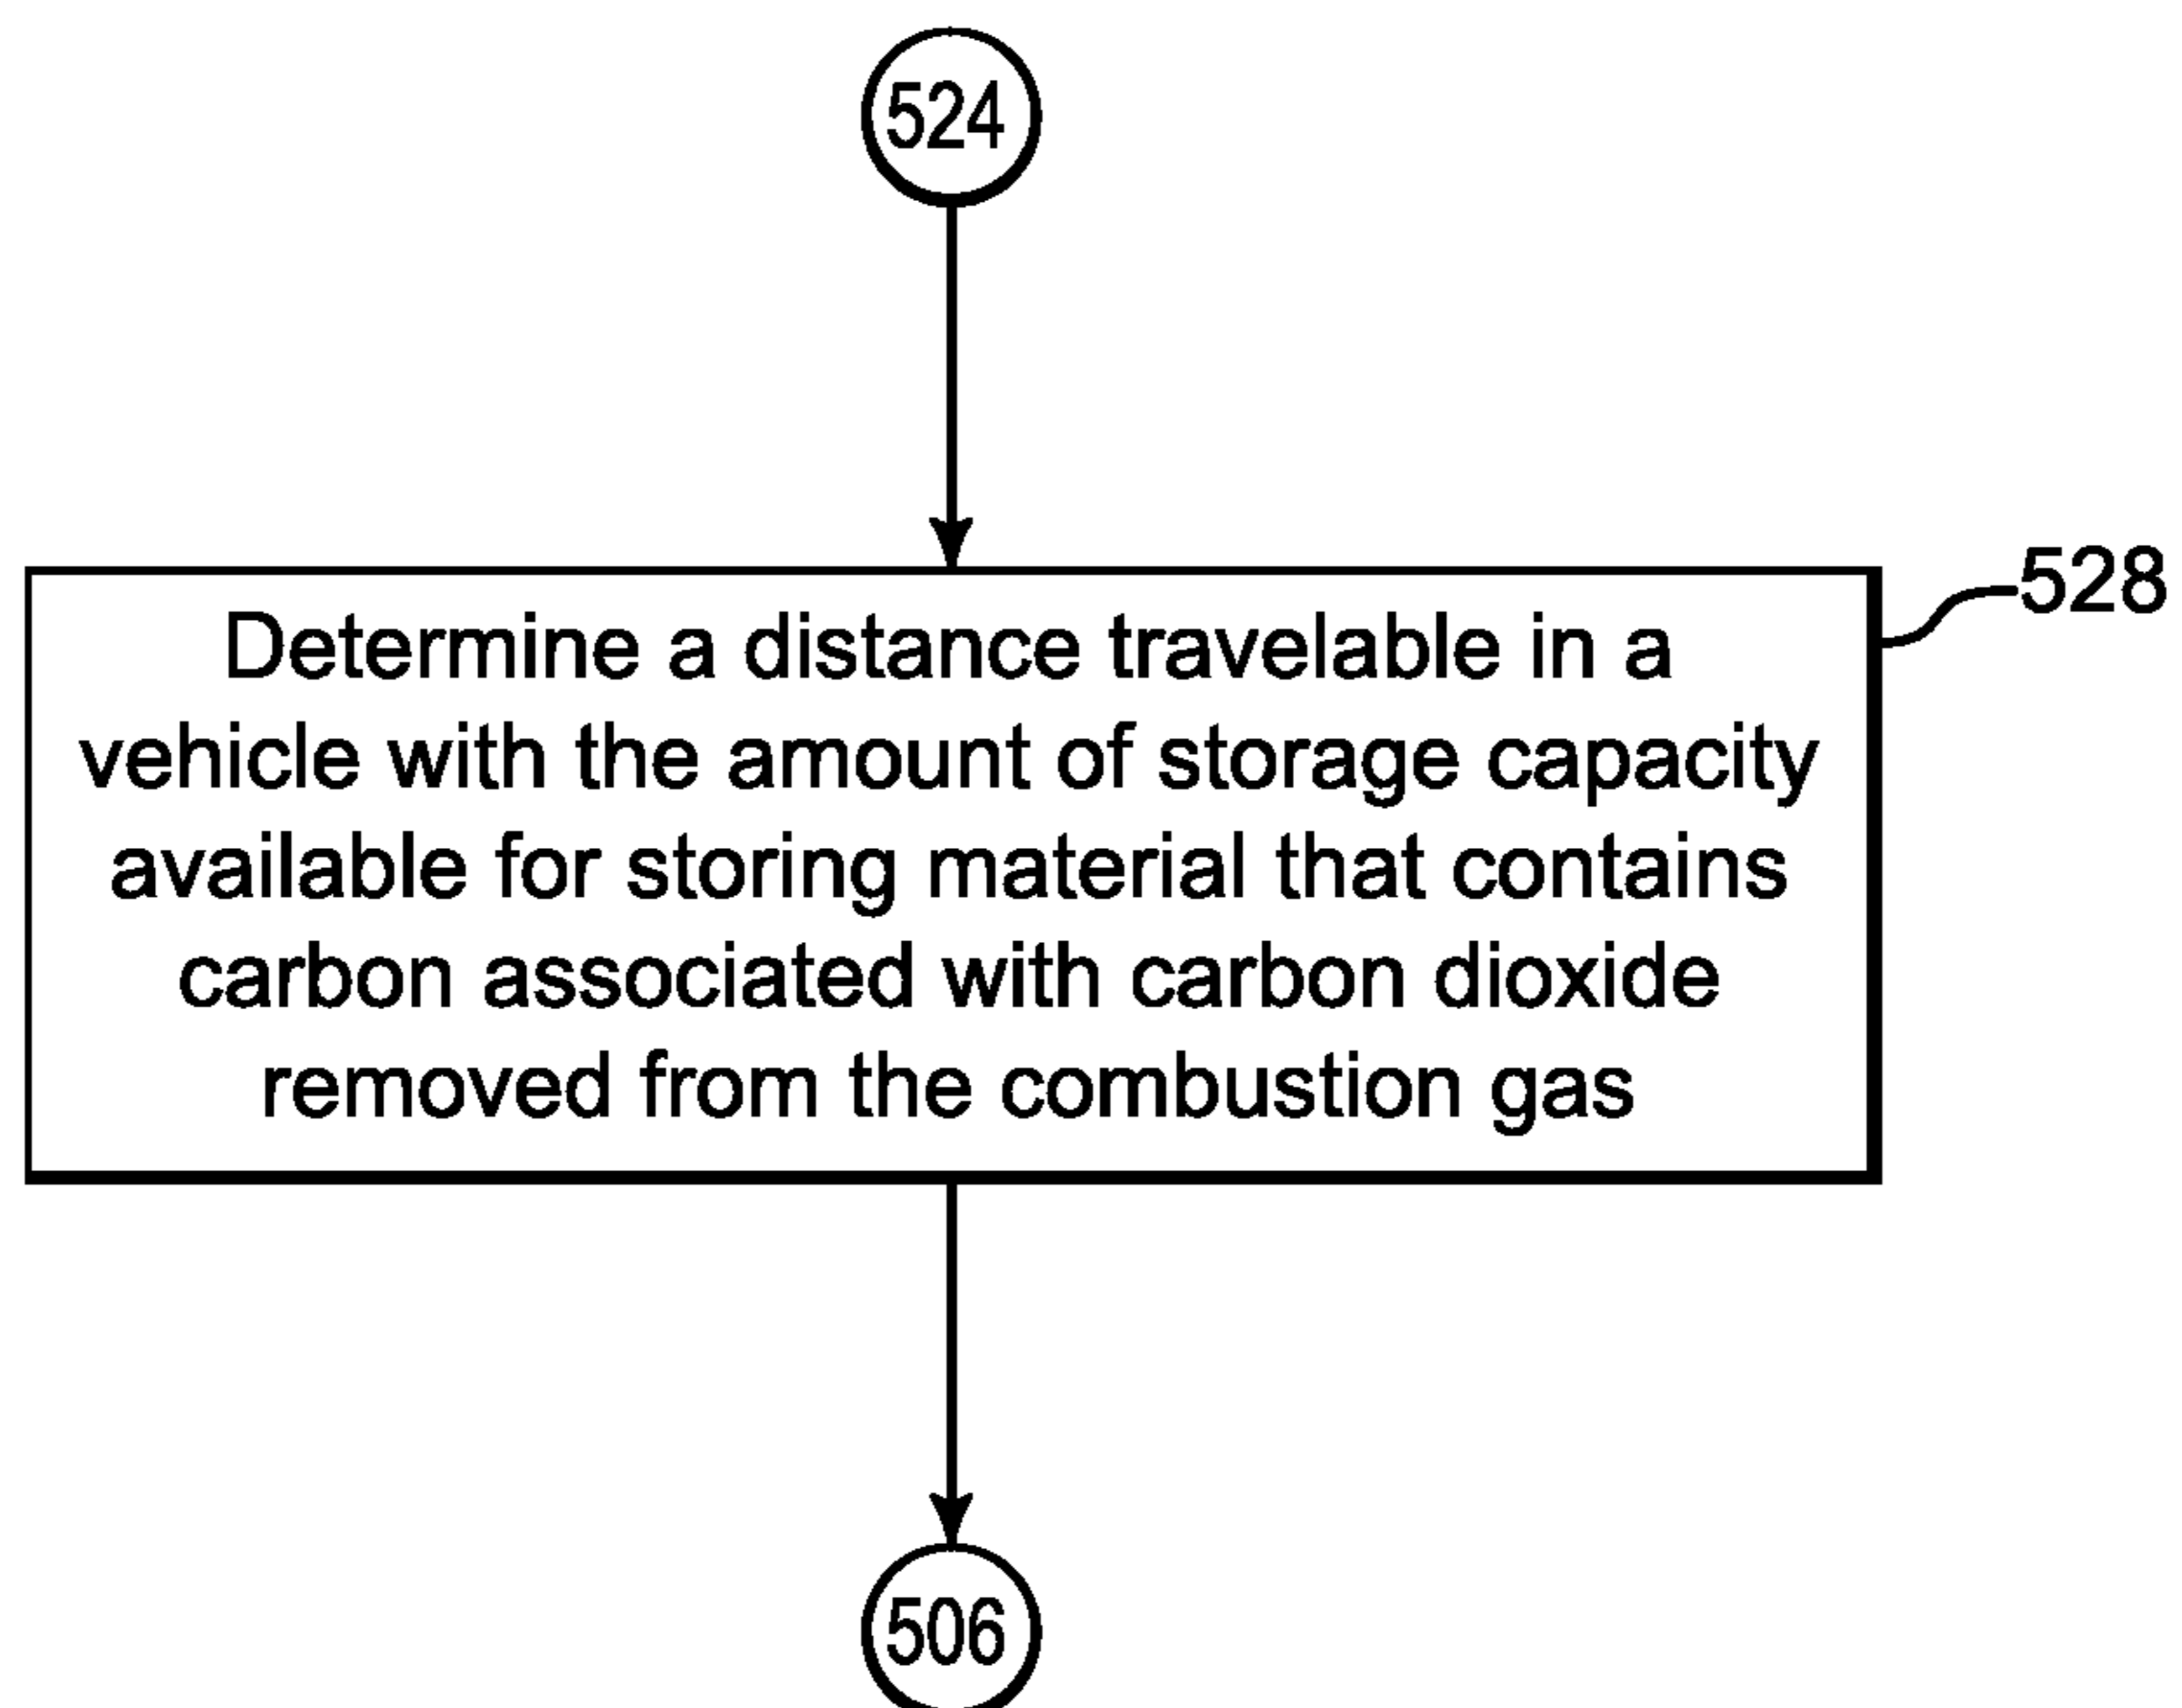 524
528
Determine a distance travelable in a
vehicle with the amount of storage capacity
available for storing material that contains
carbon associated with carbon dioxide
removed from the combustion gas
506